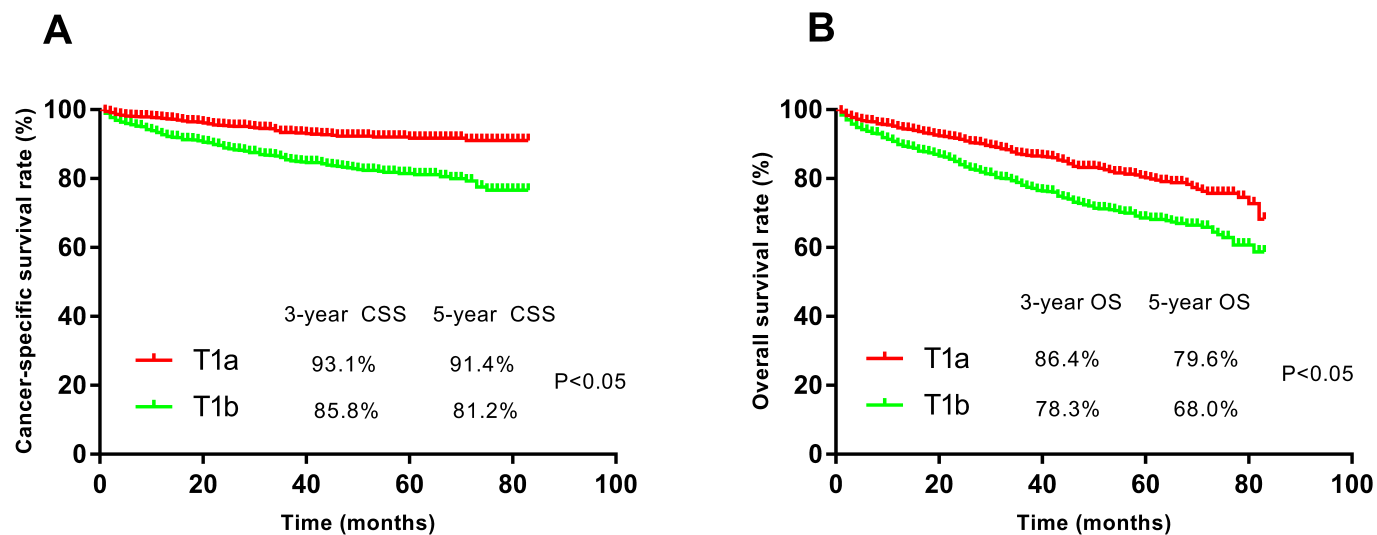 A
Cancer-specific survival rate (%)
100
80
60
40
20
0
3-year CSS 5-year CSS
T1a 93.1% 91.4%
P<0.05
T1b 85.8% 81.2%
0 20 40 60 80 100
Time (months)
B
Overall survival rate (%)
100
80
60
40
20
0
3-year OS 5-year OS
T1a 86.4% 79.6%
P<0.05
T1b 78.3% 68.0%
0 20 40 60 80 100
Time (months)